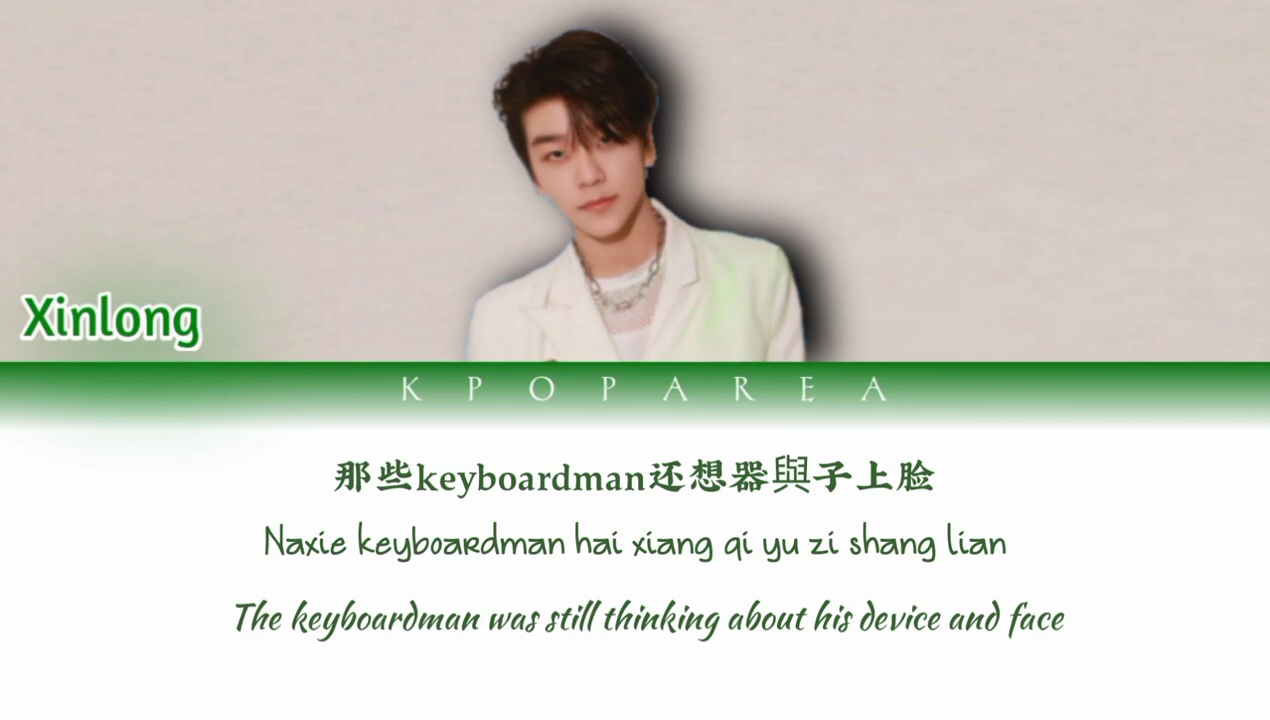 Xinlong
KPOPAREA
那些keyboardman还想器與子上脸
Naxie keyboardman hai xiang qi yu zi shang lian
The keyboardman was still thinking about his device and face